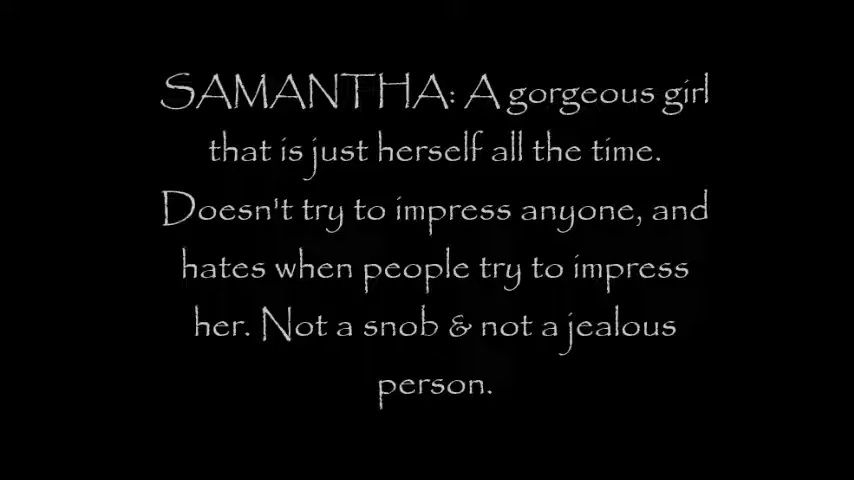 SAMANTHA: A gorgeous girl
that is just herself all the time.
Doesn't try to impress anyone, and
hates when people try to impress
her. Not a snob & not a jealous
person.